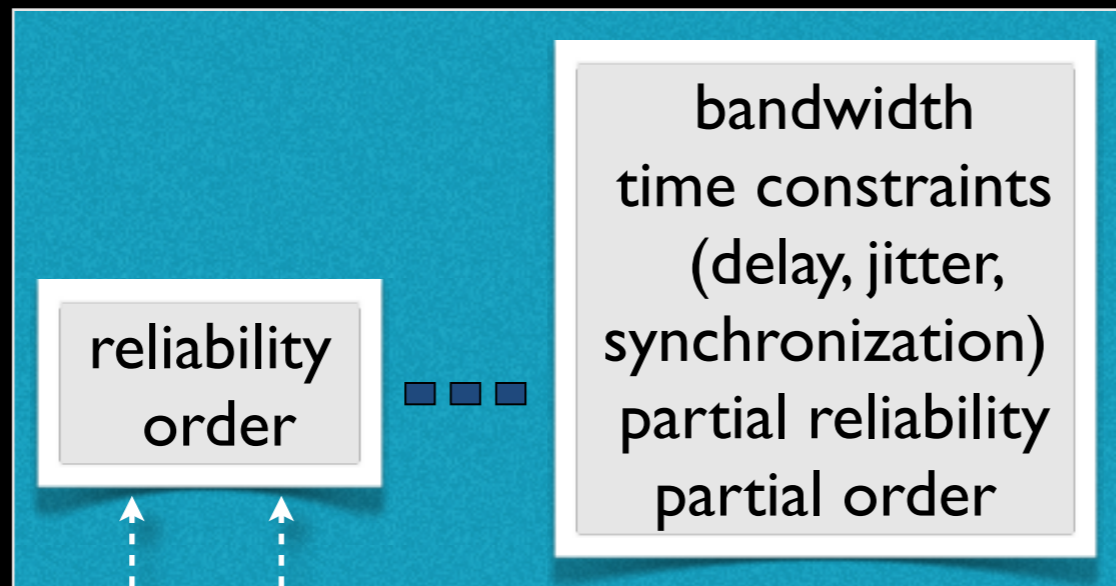 reliability
order
bandwidth
time constraints
(delay, jitter,
synchronization)
partial reliability
partial order